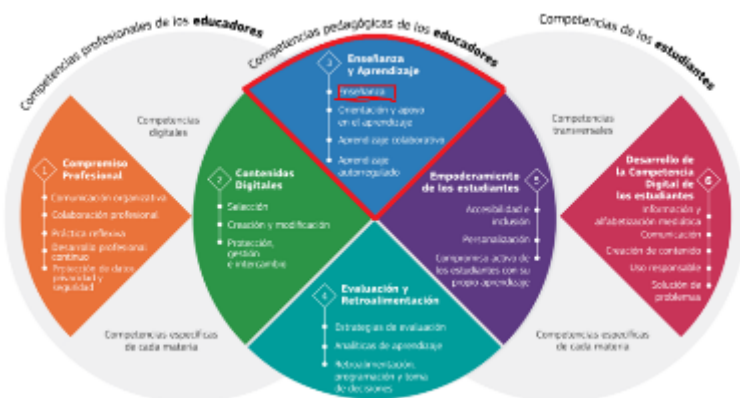 Competencias profesionales de los educadores
Competencias pedagógicas de los educadores
Competencias de los estudiantes
Competencias
digitales
1
Compromiso
Profesional
Comunicación organizativa
Colaboración profesional
Práctica reflexiva
Desarrollo profesional
continuo
Protección de datos,
privacidad y
seguridad
Competencias específicas
de cada materia
2
Contenidos
Digitales
Selección
Creación y modificación
Protección,
gestión
e intercambio
3
Enseñanza
y Aprendizaje
Enseñanza
Orientación y apoyo
en el aprendizaje
Aprendizaje colaborativo
Aprendizaje
autorregulado
4
Evaluación y
Retroalimentación
Estrategias de evaluación
Analíticas de aprendizaje
Retroalimentación,
programación y toma
de decisiones
5
Empoderamiento
de los estudiantes
Accesibilidad e
inclusión
Personalización
Compromiso activo de
los estudiantes con su
propio aprendizaje
Competencias
transversales
6
Desarrollo de
la Competencia
Digital de
los estudiantes
Información y
alfabetización mediática
Comunicación
Creación de contenido
Uso responsable
Solución de
problemas
Competencias específicas
de cada materia